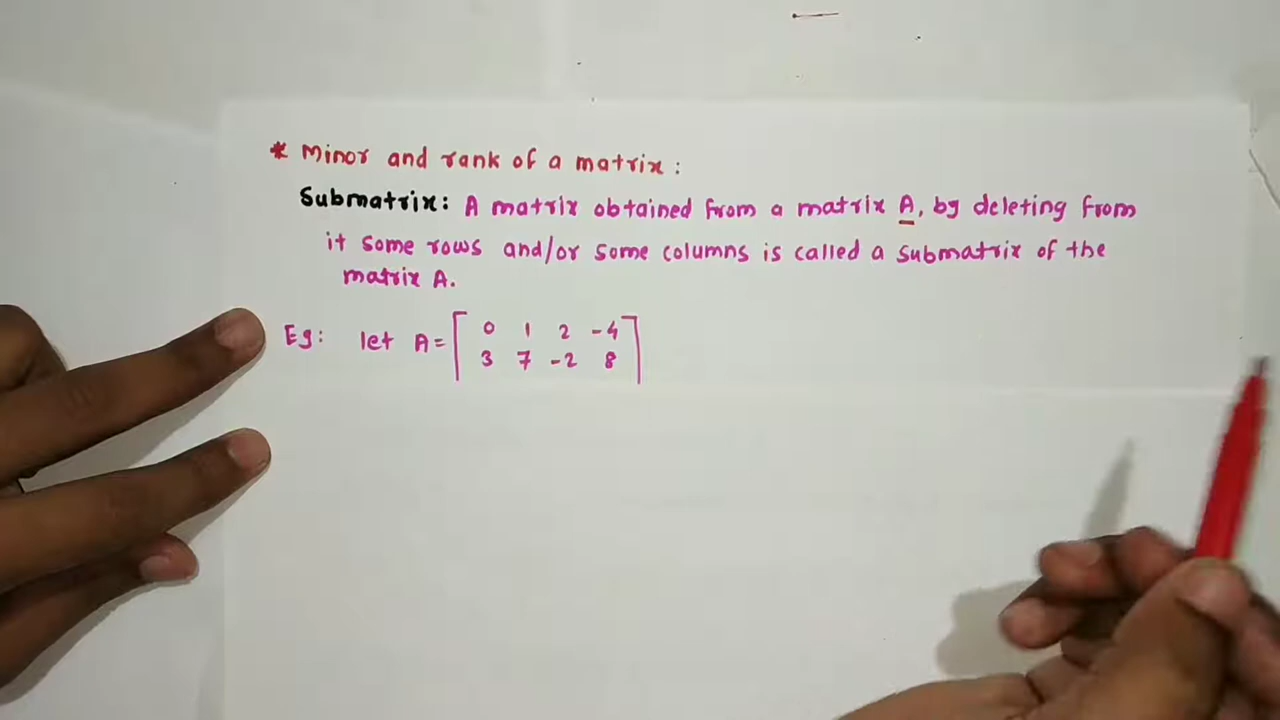 * Minor and rank of a matrix:
Submatrix: A matrix obtained from a matrix A, by deleting from
it some rows and/or some columns is called a submatrix of the
matrix A.
Eg: let A = [ 0 1 2 -4
3 7 -2 8 ]